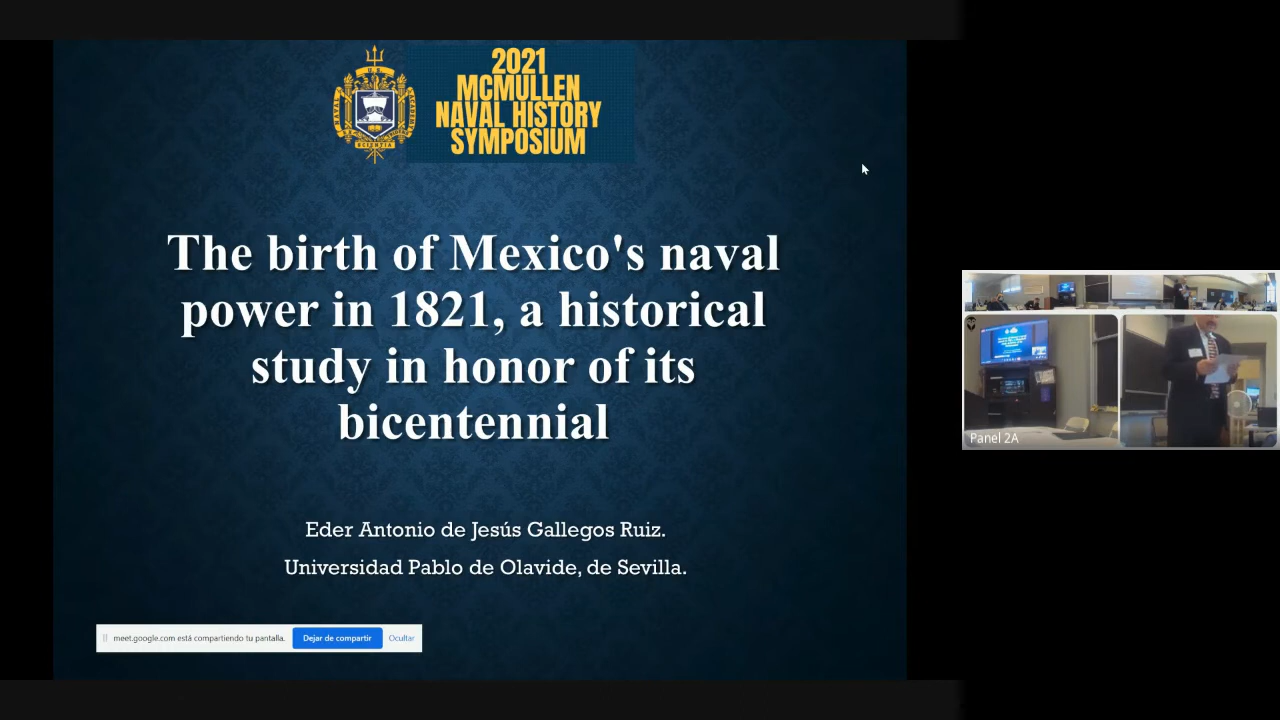 2021
MCMULLEN
NAVAL HISTORY
SYMPOSIUM
The birth of Mexico's naval
power in 1821, a historical
study in honor of its
bicentennial
Eder Antonio de Jesús Gallegos Ruiz.
Universidad Pablo de Olavide, de Sevilla.
meet.google.com está compartiendo tu pantalla.
Dejar de compartir
Ocultar
Panel 2A